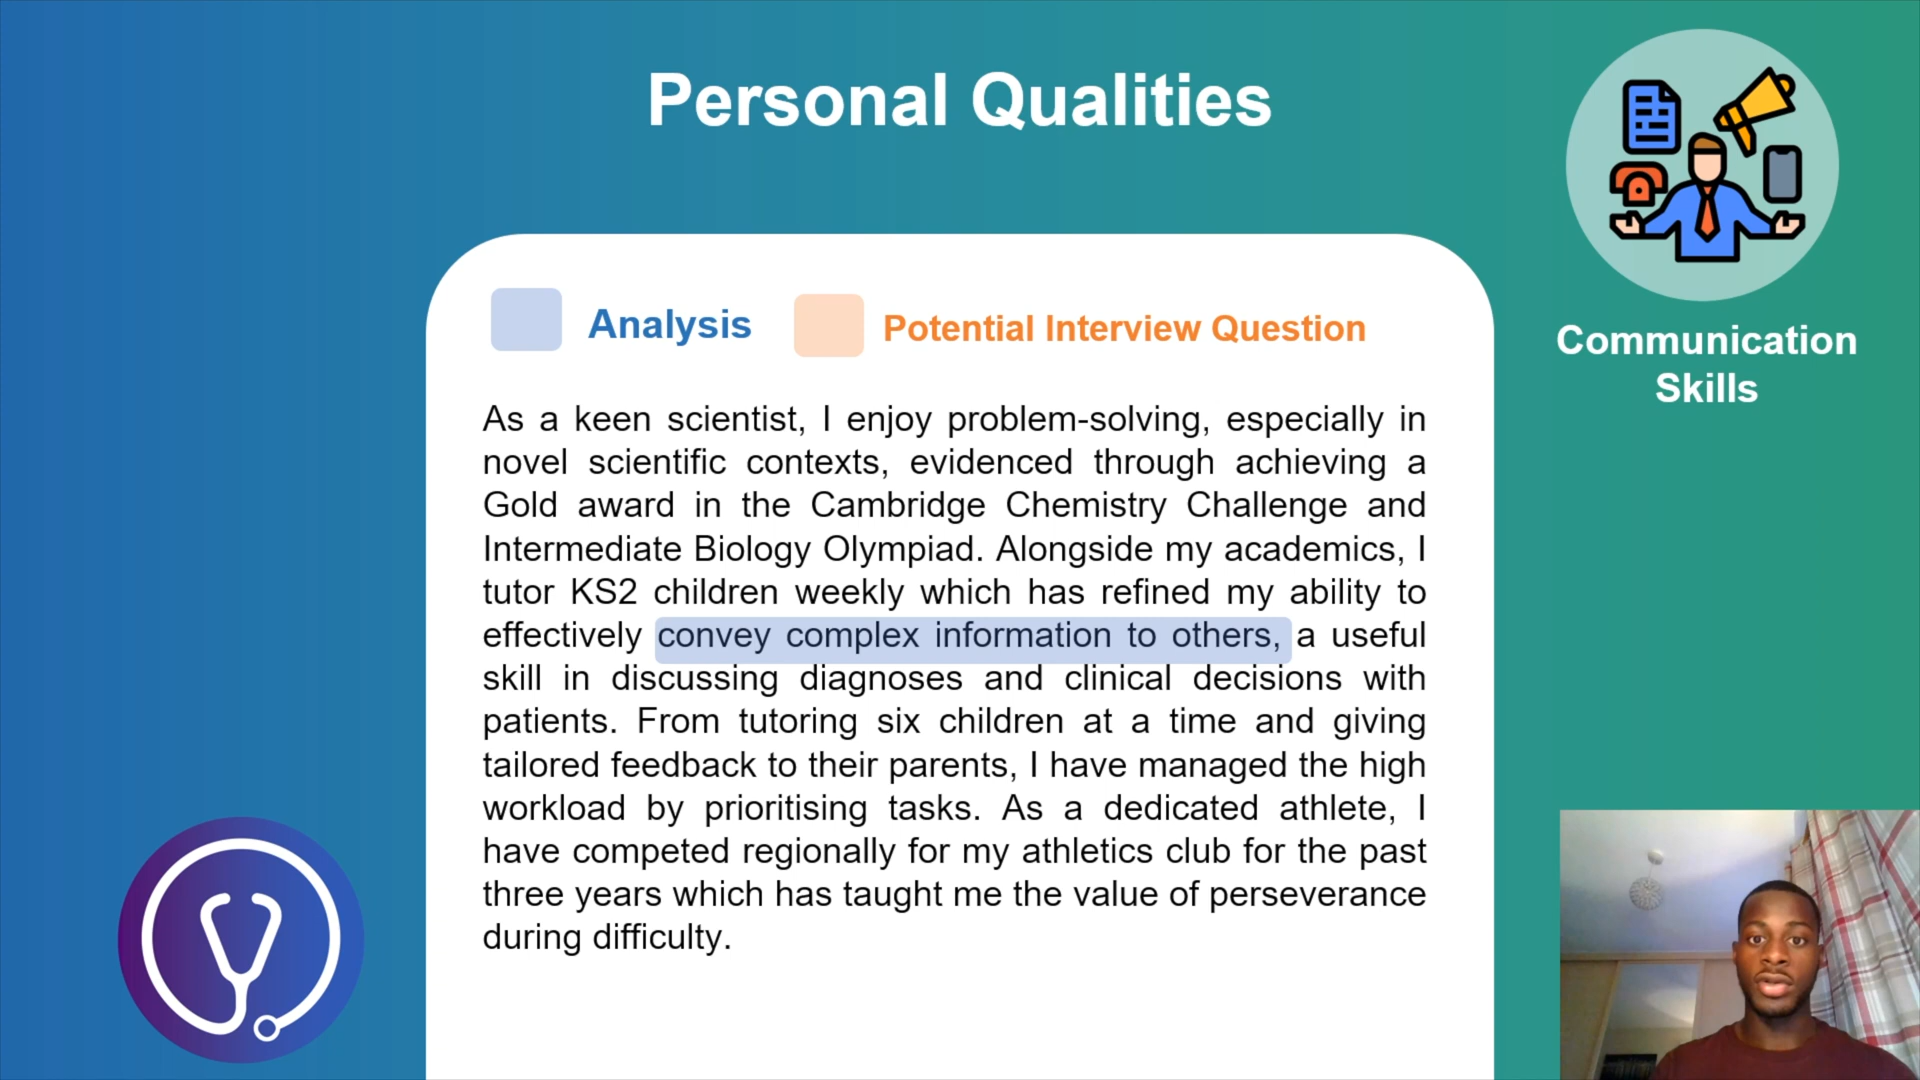 Personal Qualities
Communication
Skills
Analysis
Potential Interview Question
As a keen scientist, I enjoy problem-solving, especially in
novel scientific contexts, evidenced through achieving a
Gold award in the Cambridge Chemistry Challenge and
Intermediate Biology Olympiad. Alongside my academics, I
tutor KS2 children weekly which has refined my ability to
effectively convey complex information to others, a useful
skill in discussing diagnoses and clinical decisions with
patients. From tutoring six children at a time and giving
tailored feedback to their parents, I have managed the high
workload by prioritising tasks. As a dedicated athlete, I
have competed regionally for my athletics club for the past
three years which has taught me the value of perseverance
during difficulty.